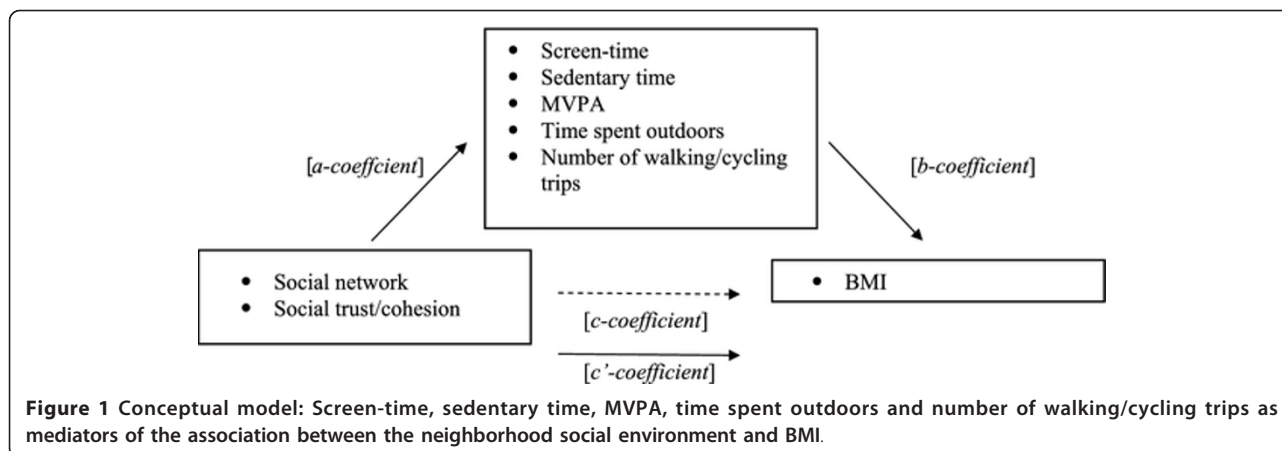 • Screen-time
• Sedentary time
• MVPA
• Time spent outdoors
• Number of walking/cycling
trips
[a-coeffcient]
[b-coefficient]
• Social network
• Social trust/cohesion
• BMI
[c-coefficient]
[c'-coefficient]
Figure 1 Conceptual model: Screen-time, sedentary time, MVPA, time spent outdoors and number of walking/cycling trips as
mediators of the association between the neighborhood social environment and BMI.